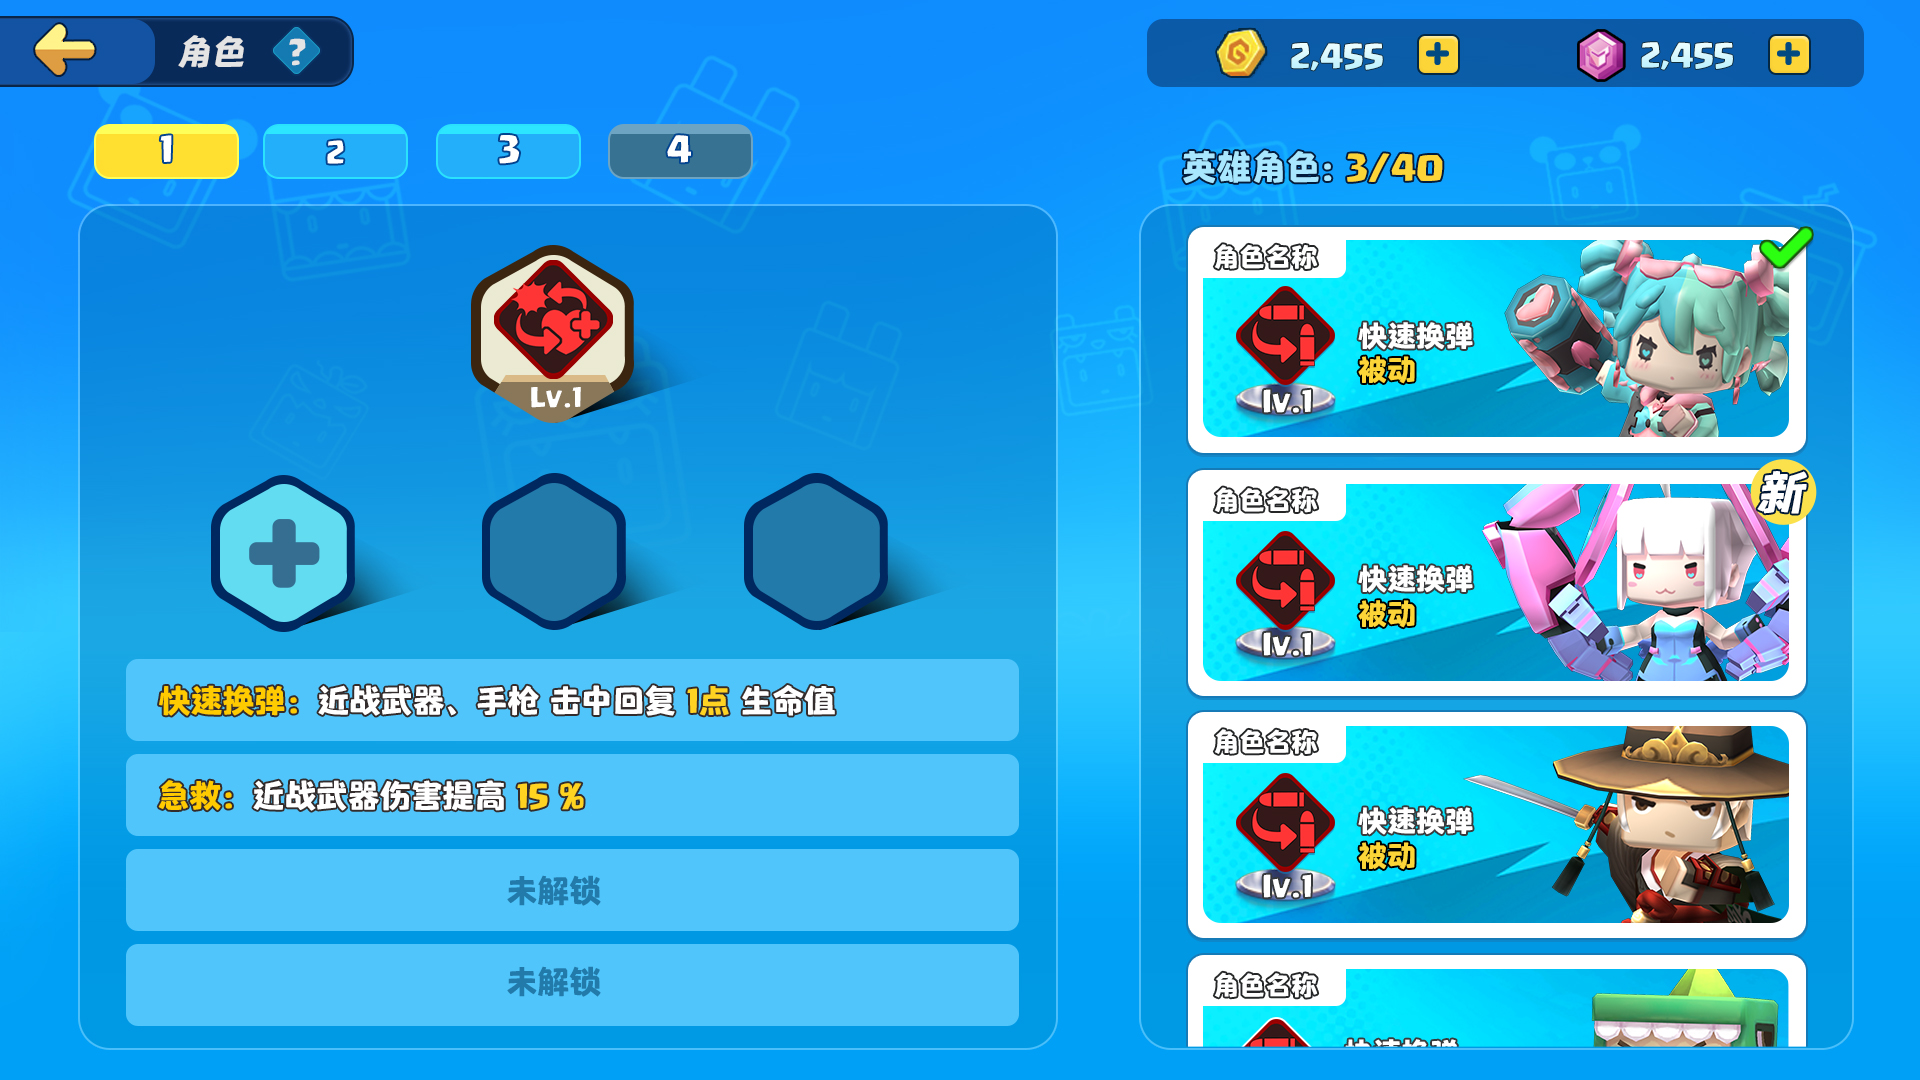 角色 ?
2,455
2,455
1
2
3
4
英雄角色: 3/40
Lv.1
快速换弹: 近战武器、手枪 击中回复 1点 生命值
急救: 近战武器伤害提高 15 %
未解锁
未解锁
角色名称
快速换弹
被动
lv.1
新
角色名称
快速换弹
被动
lv.1
角色名称
快速换弹
被动
lv.1
角色名称
快速换弹